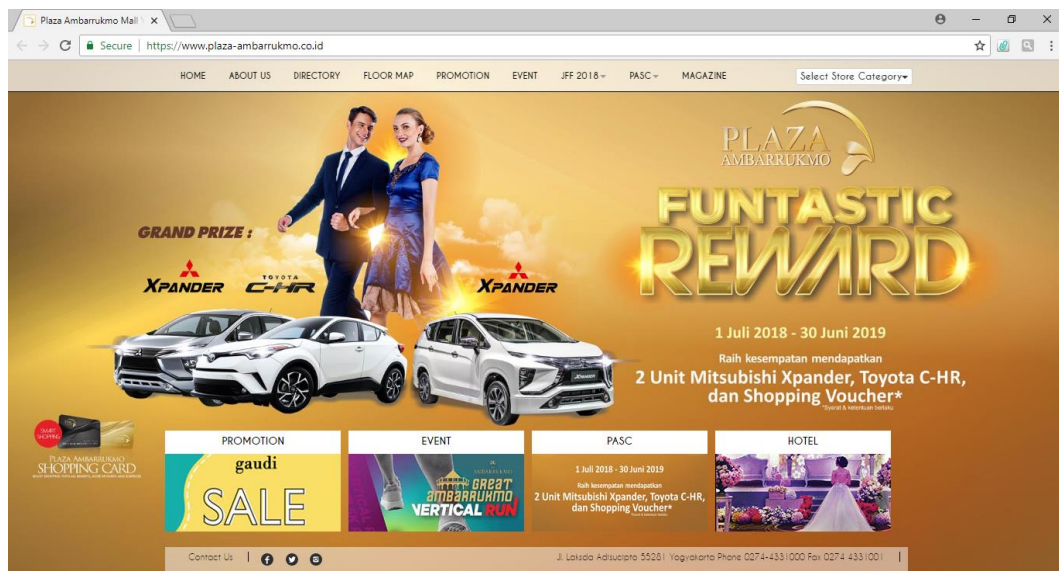 Plaza Ambarrukmo Mall
Secure | https://www.plaza-ambarrukmo.co.id
HOME ABOUT US DIRECTORY FLOOR MAP PROMOTION EVENT JFF 2018 PASC MAGAZINE Select Store Category
PLAZA
AMBARRUKMO
FUNTASTIC
REWARD
GRAND PRIZE :
XPANDER TOYOTA C-HR XPANDER
1 Juli 2018 - 30 Juni 2019
Raih kesempatan mendapatkan
2 Unit Mitsubishi Xpander, Toyota C-HR,
dan Shopping Voucher*
*Syarat & ketentuan berlaku
SMART
SHOPPING
PLAZA AMBARRUKMO
SHOPPING CARD
PROMOTION EVENT PASC HOTEL
gaudi
SALE
AMBARRUKMO
GREAT
AMBARRUKMO
VERTICAL RUN
1 Juli 2018 - 30 Juni 2019
Raih kesempatan mendapatkan
2 Unit Mitsubishi Xpander, Toyota C-HR,
dan Shopping Voucher*
Contact Us | Jl. Laksda Adisucipto 55281 Yogyakarta Phone 0274-4331000 Fax 0274 4331001 |